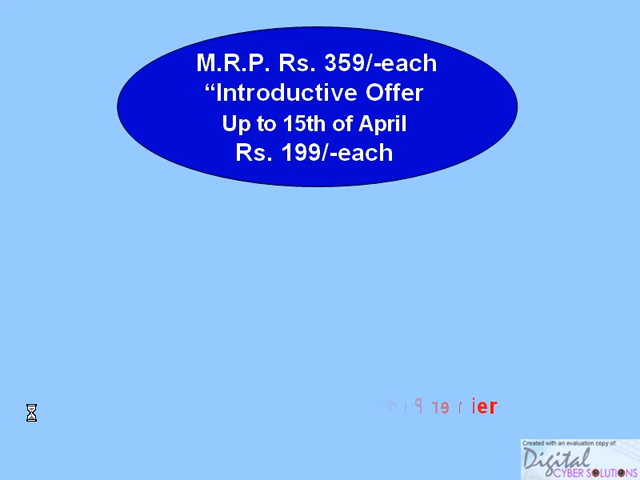 M.R.P. Rs. 359/-each
“Introductive Offer
Up to 15th of April
Rs. 199/-each
Created with an evaluation copy of
Digital
CYBER SOLUTIONS